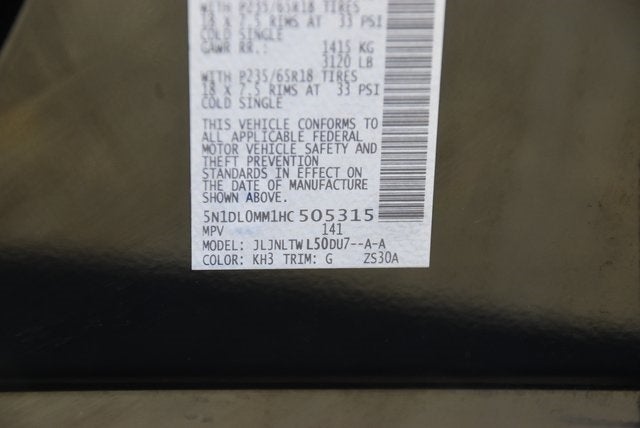 WITH P235/65R18 TIRES
18 X 7.5 RIMS AT 33 PSI
COLD SINGLE
GAWR RR.: 1415 KG
3120 LB
WITH P235/65R18 TIRES
18 X 7.5 RIMS AT 33 PSI
COLD SINGLE
THIS VEHICLE CONFORMS TO
ALL APPLICABLE FEDERAL
MOTOR VEHICLE SAFETY AND
THEFT PREVENTION
STANDARDS IN EFFECT ON
THE DATE OF MANUFACTURE
SHOWN ABOVE.
5N1DL0MM1HC505315
MPV 141
MODEL: JLJNLTWL50DU7--A-A
COLOR: KH3 TRIM: G ZS30A